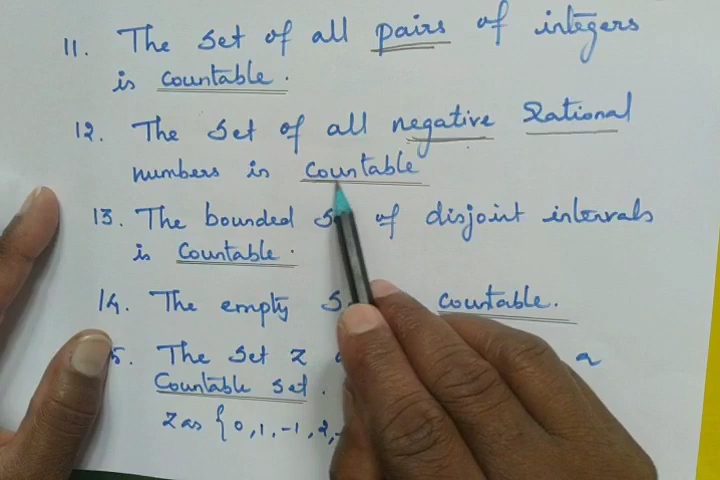 11. The set of all pairs of integers
is countable.
12. The set of all negative Rational
numbers is countable
13. The bounded of disjoint intervals
is Countable.
14. The empty countable.
The set Z a
Countable set.
Z as {0, 1, -1, 2, -